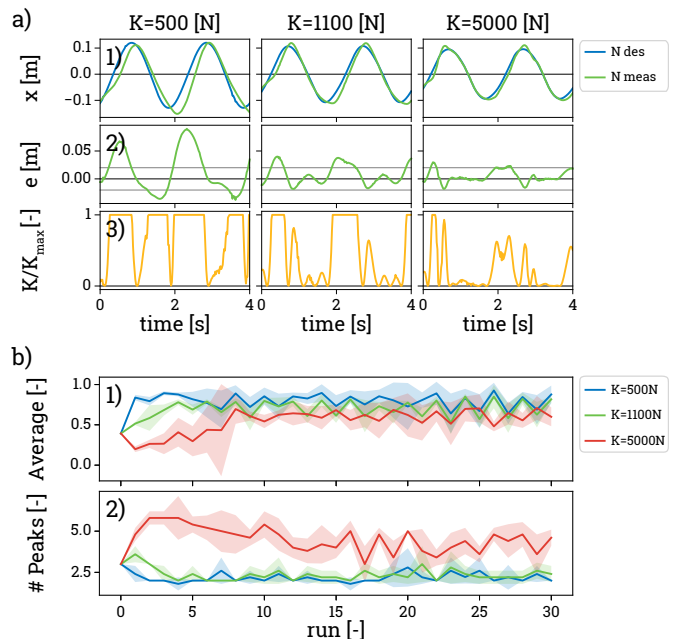 a)
K=500 [N] K=1100 [N] K=5000 [N]
1)
x [m]
0.1
0.0
−0.1
N des
N meas
2)
e [m]
0.05
0.00
3)
K/Kmax [-]
1
0
0 2 4 0 2 4 0 2 4
time [s] time [s] time [s]
b)
1)
Average [-]
1.0
0.5
0.0
K=500N
K=1100N
K=5000N
2)
# Peaks [-]
5.0
2.5
0 5 10 15 20 25 30
run [-]